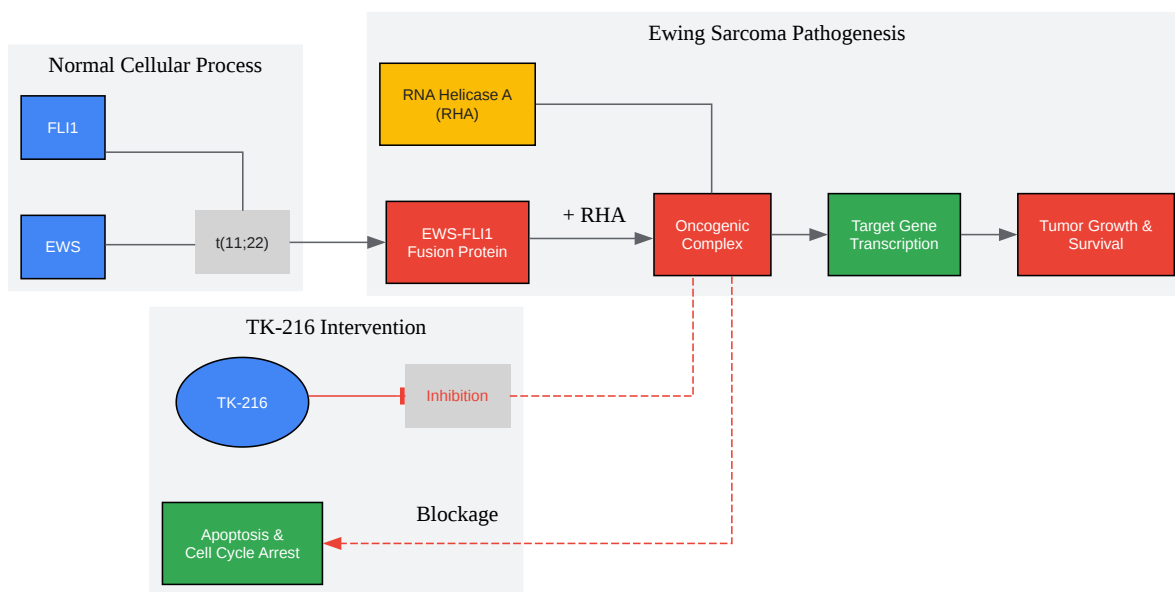 Ewing Sarcoma Pathogenesis
Normal Cellular Process
RNA Helicase A
(RHA)
FLI1
EWS
t(11;22)
EWS-FLI1
Fusion Protein
+ RHA
Oncogenic
Complex
Target Gene
Transcription
Tumor Growth &
Survival
TK-216 Intervention
TK-216
Inhibition
Blockage
Apoptosis &
Cell Cycle Arrest